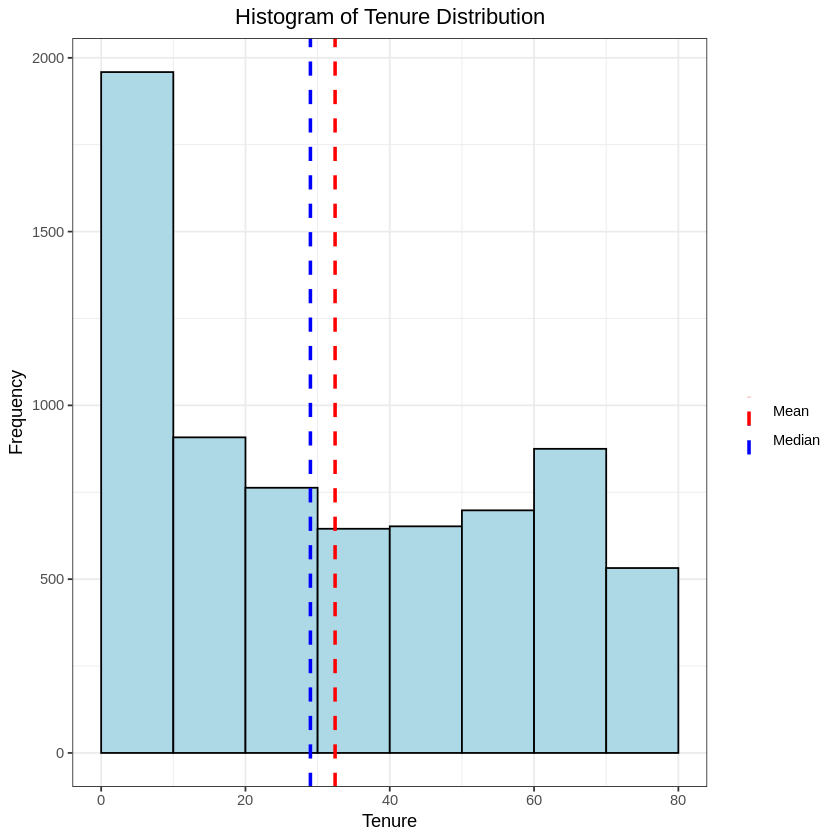 Histogram of Tenure Distribution
2000
1500
1000
500
0
Frequency
0 20 40 60 80
Tenure
Mean
Median